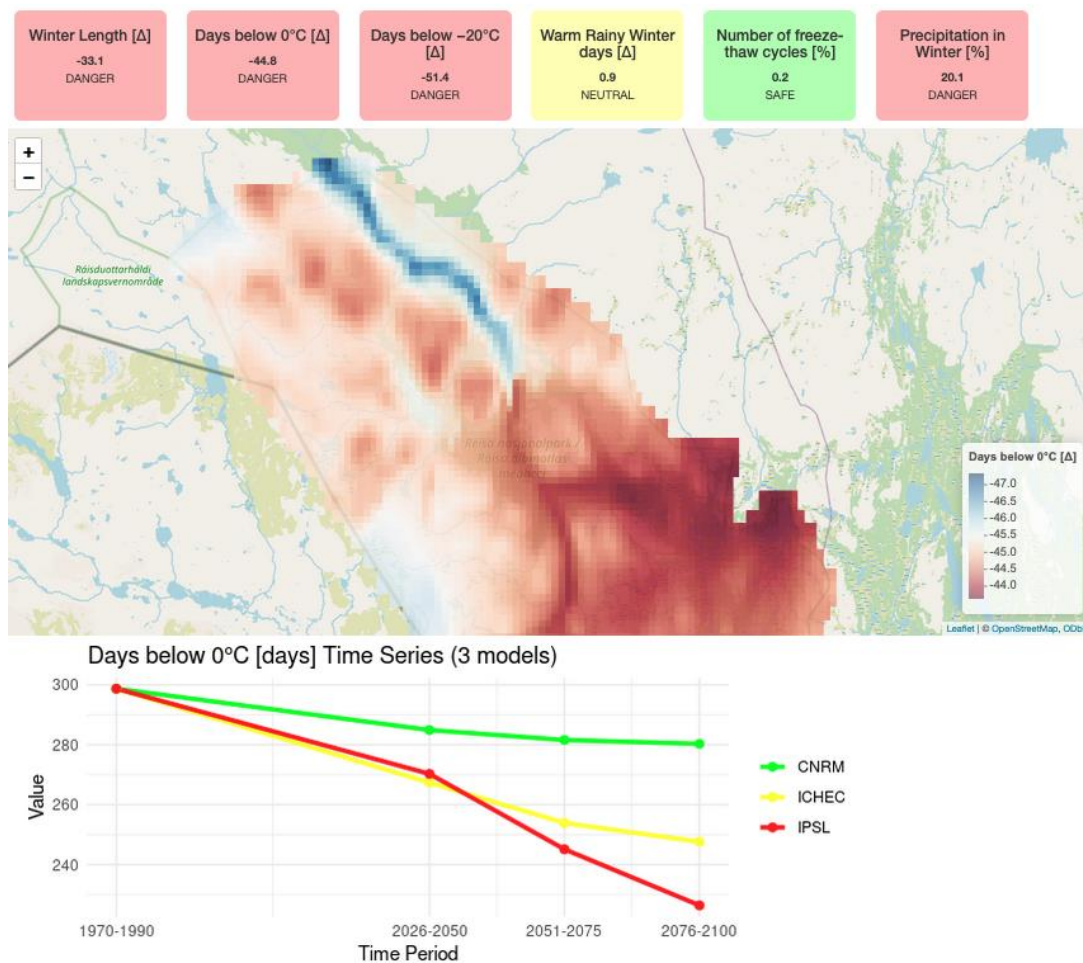 Winter Length [Δ]
-33.1
DANGER
Days below 0°C [Δ]
-44.8
DANGER
Days below −20°C
[Δ]
-51.4
DANGER
Warm Rainy Winter
days [Δ]
0.9
NEUTRAL
Number of freeze-
thaw cycles [%]
0.2
SAFE
Precipitation in
Winter [%]
20.1
DANGER
+
−
Ráisduottarháldi
landskapsvernområde
Reisa nasjonalpark /
Days below 0°C [Δ]
-47.0
-46.5
-46.0
-45.5
-45.0
-44.5
-44.0
Leaflet | © OpenStreetMap, ODb
Days below 0°C [days] Time Series (3 models)
300
280
260
240
Value
1970-1990
2026-2050
2051-2075
2076-2100
Time Period
CNRM
ICHEC
IPSL